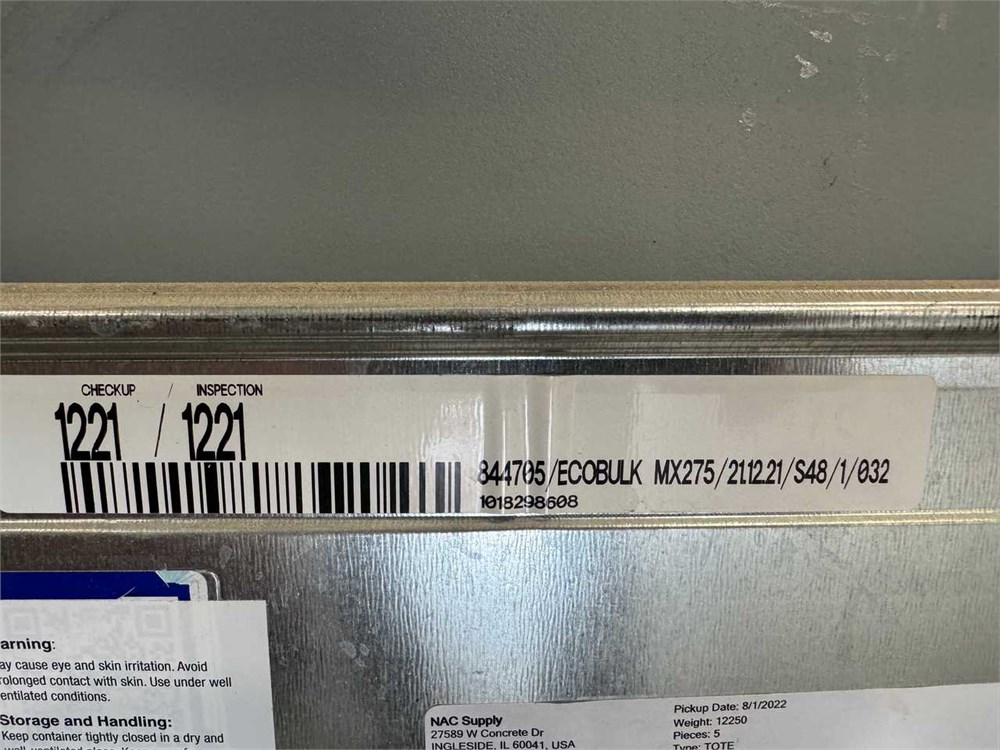 CHECKUP / INSPECTION
1221 / 1221
844705/ECOBULK MX275/21.12.21/S48/1/032
1018298608
arning:
ay cause eye and skin irritation. Avoid
rolonged contact with skin. Use under well
entilated conditions.
Storage and Handling:
Keep container tightly closed in a dry and
NAC Supply
27589 W Concrete Dr
INGLESIDE, IL 60041, USA
Pickup Date: 8/1/2022
Weight: 12250
Pieces: 5
Type: TOTE